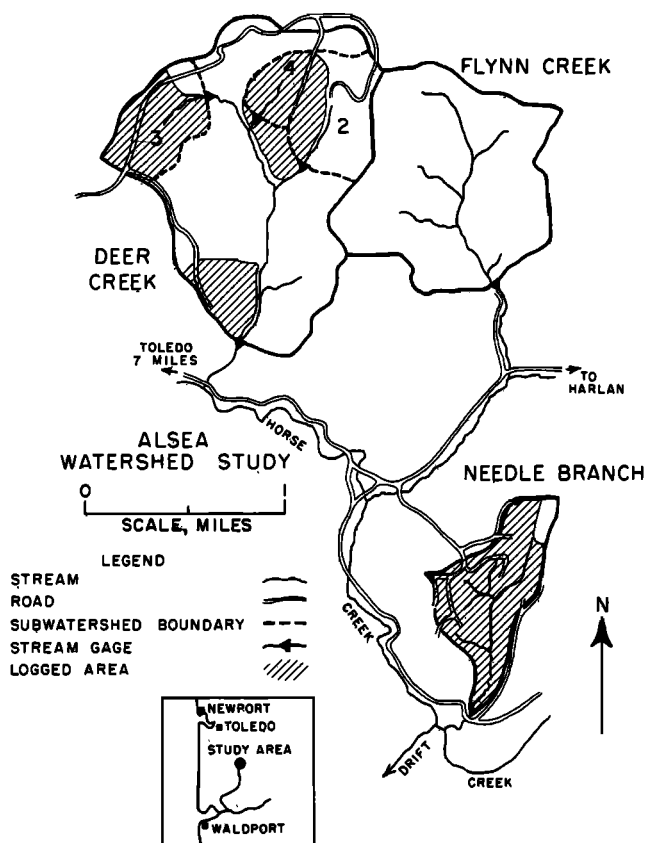 FLYNN CREEK
4
3
2
DEER
CREEK
TOLEDO
7 MILES
TO
HARLAN
HORSE
ALSEA
WATERSHED STUDY
0 1
SCALE, MILES
NEEDLE BRANCH
LEGEND
STREAM
ROAD
SUBWATERSHED BOUNDARY
STREAM GAGE
LOGGED AREA
CREEK
N
NEWPORT
TOLEDO
STUDY AREA
WALDPORT
DRIFT
CREEK